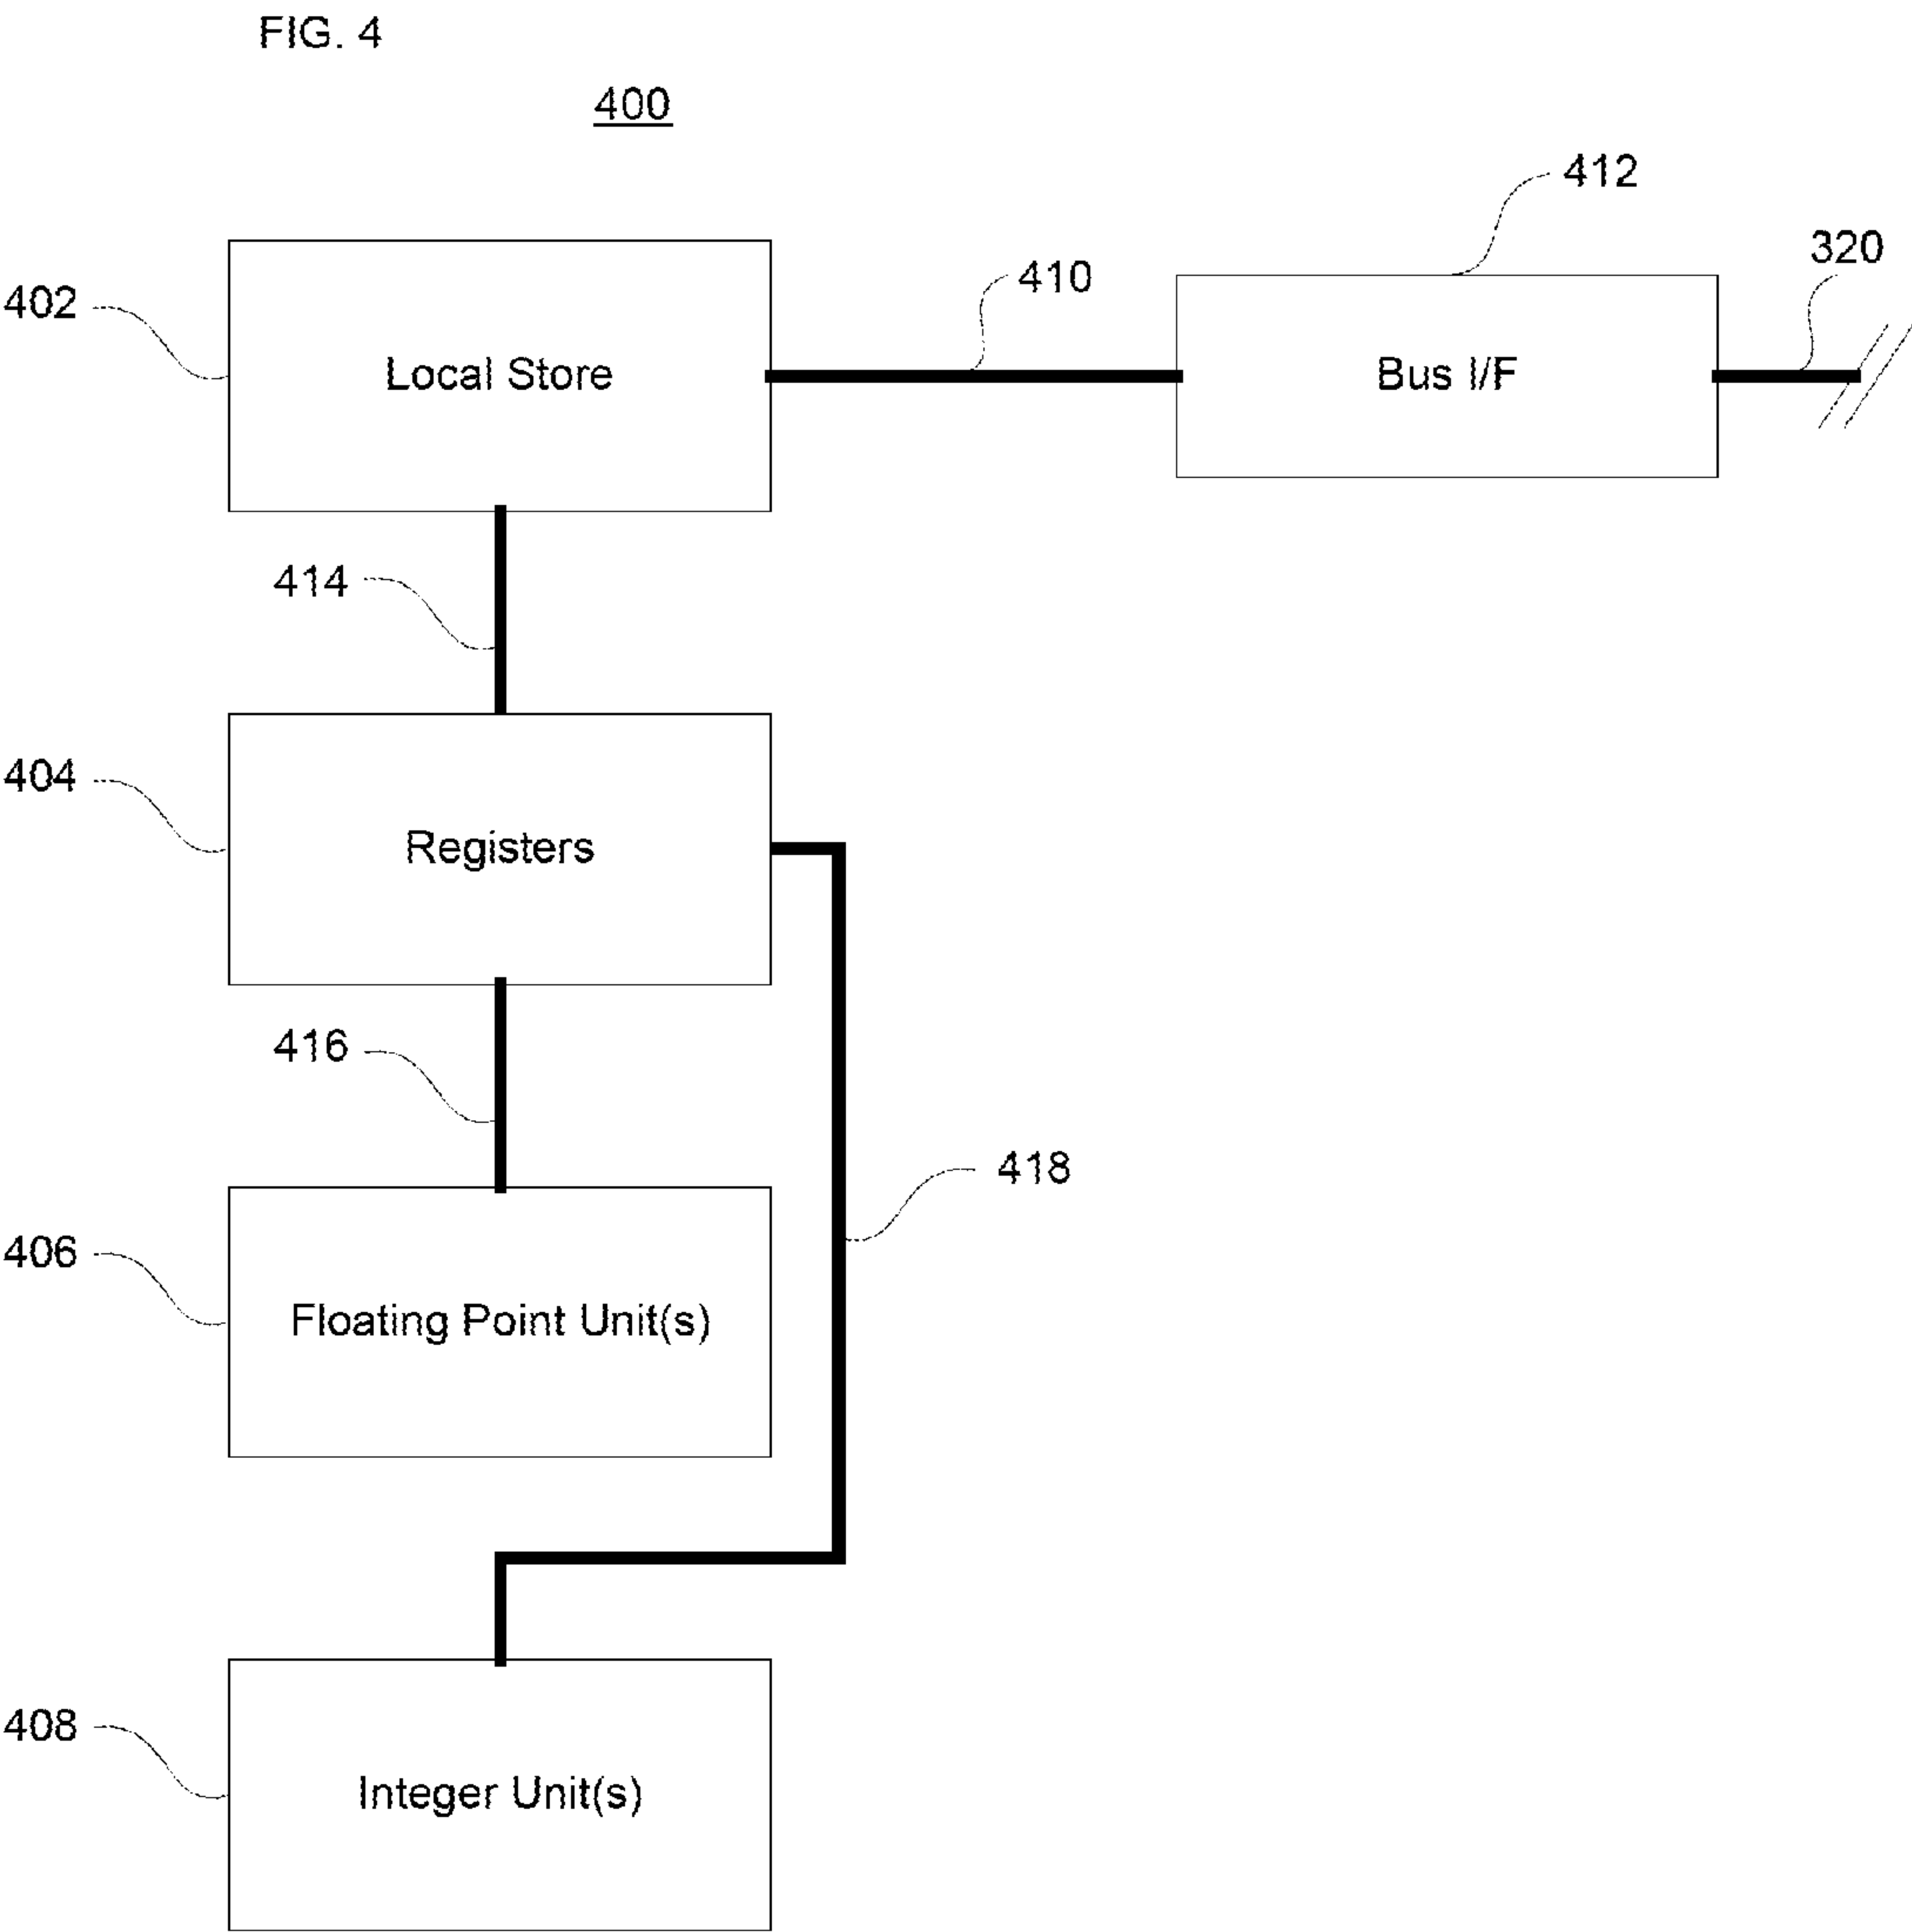 FIG. 4
400
412
320
410
402
Local Store
Bus I/F
414
404
Registers
416
418
406
Floating Point Unit(s)
408
Integer Unit(s)